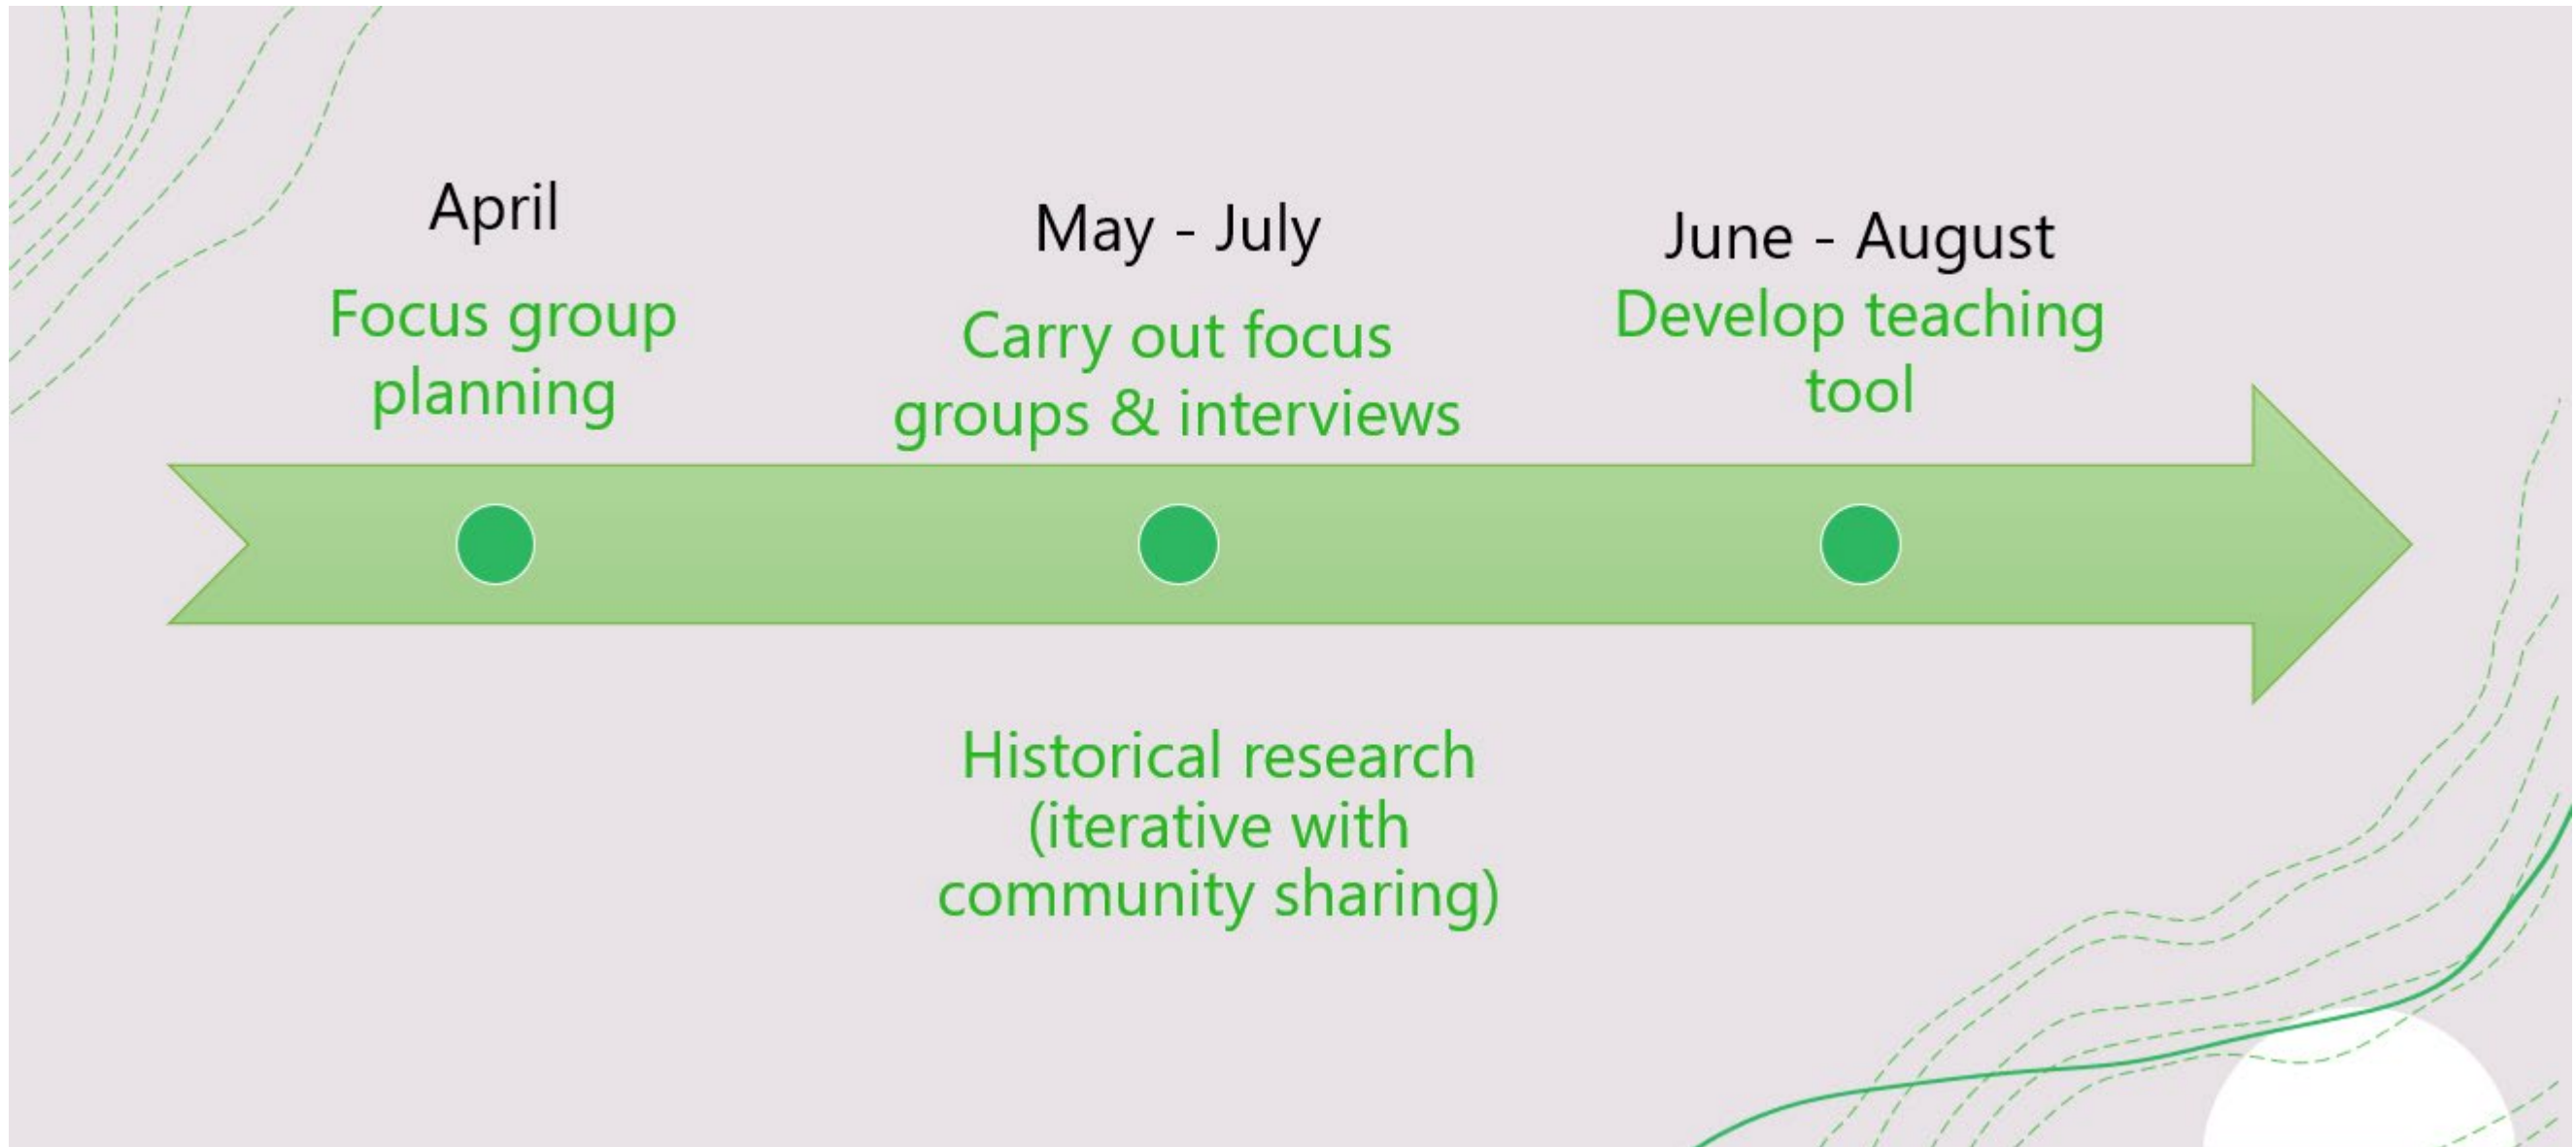 April
Focus group
planning
May - July
Carry out focus
groups & interviews
June - August
Develop teaching
tool
Historical research
(iterative with
community sharing)